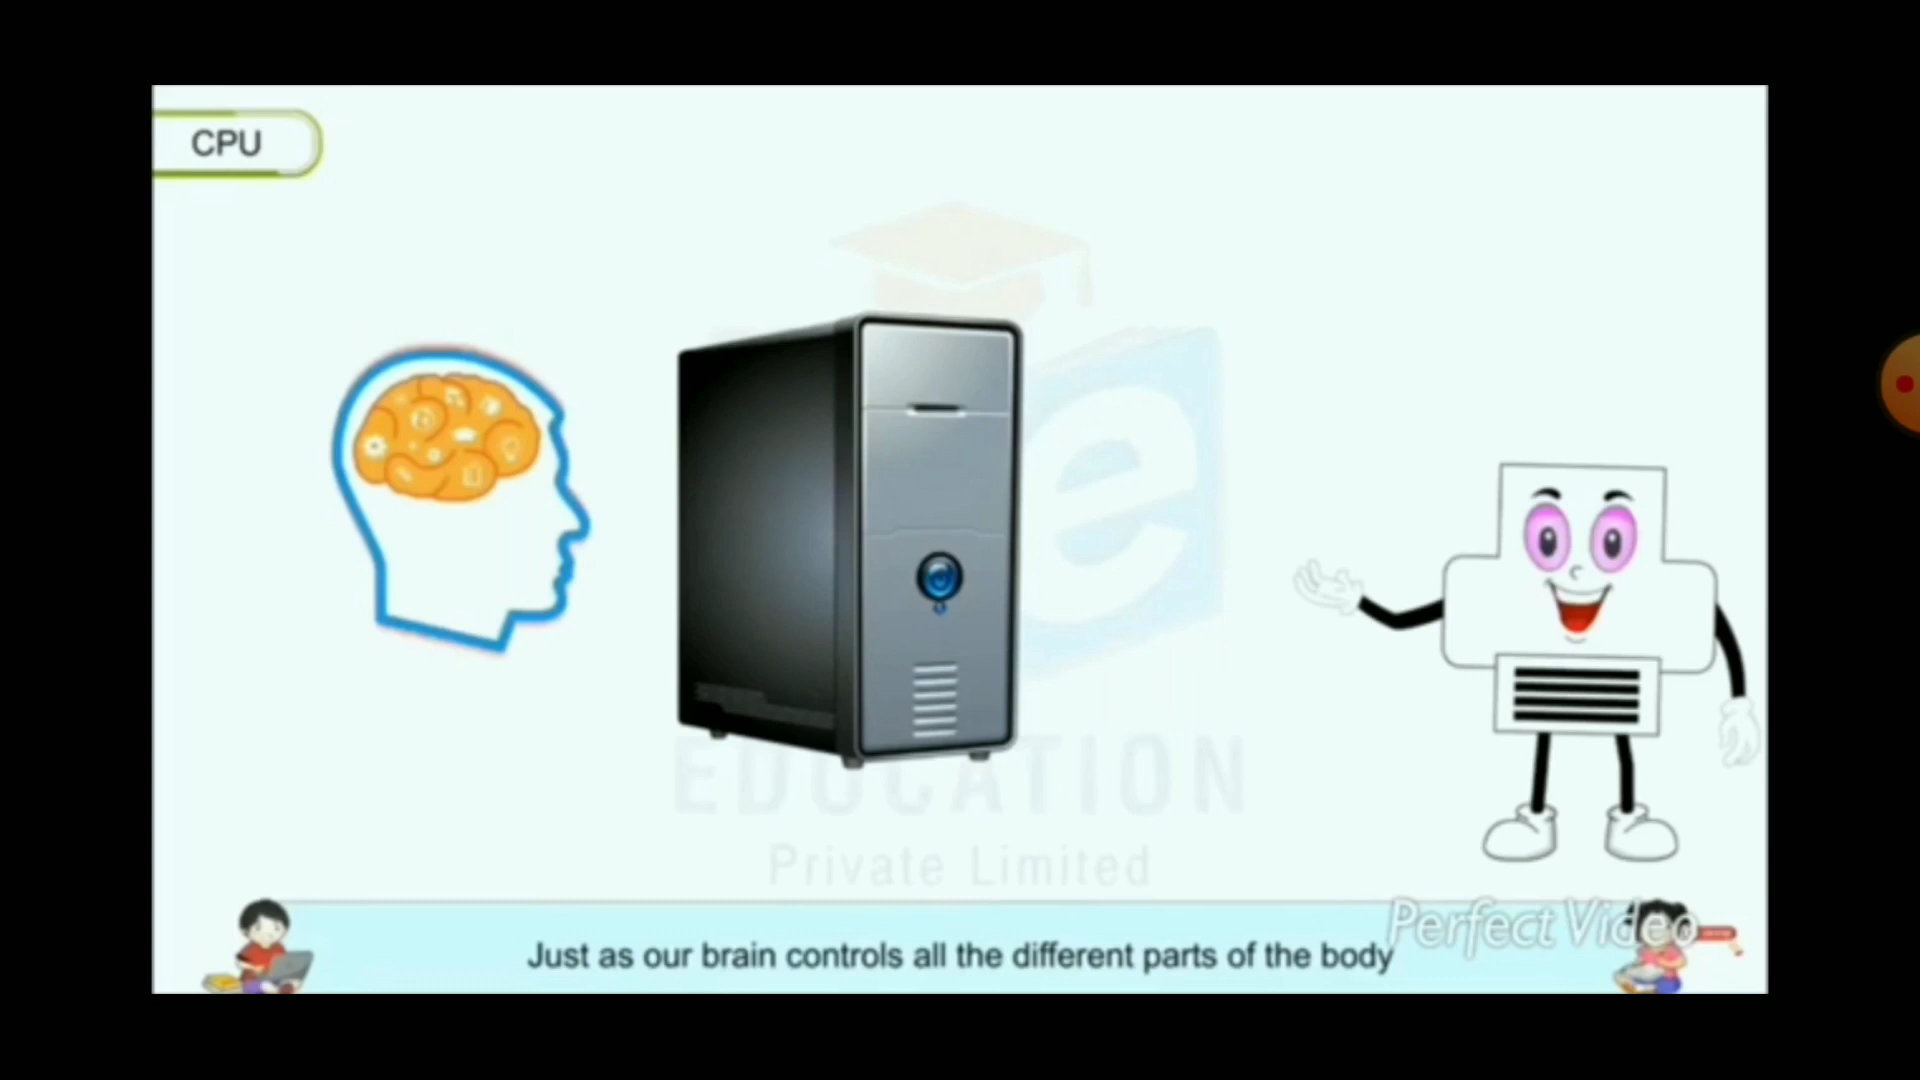 CPU
e
EDUCATION
Private Limited
Perfect Video
Just as our brain controls all the different parts of the body